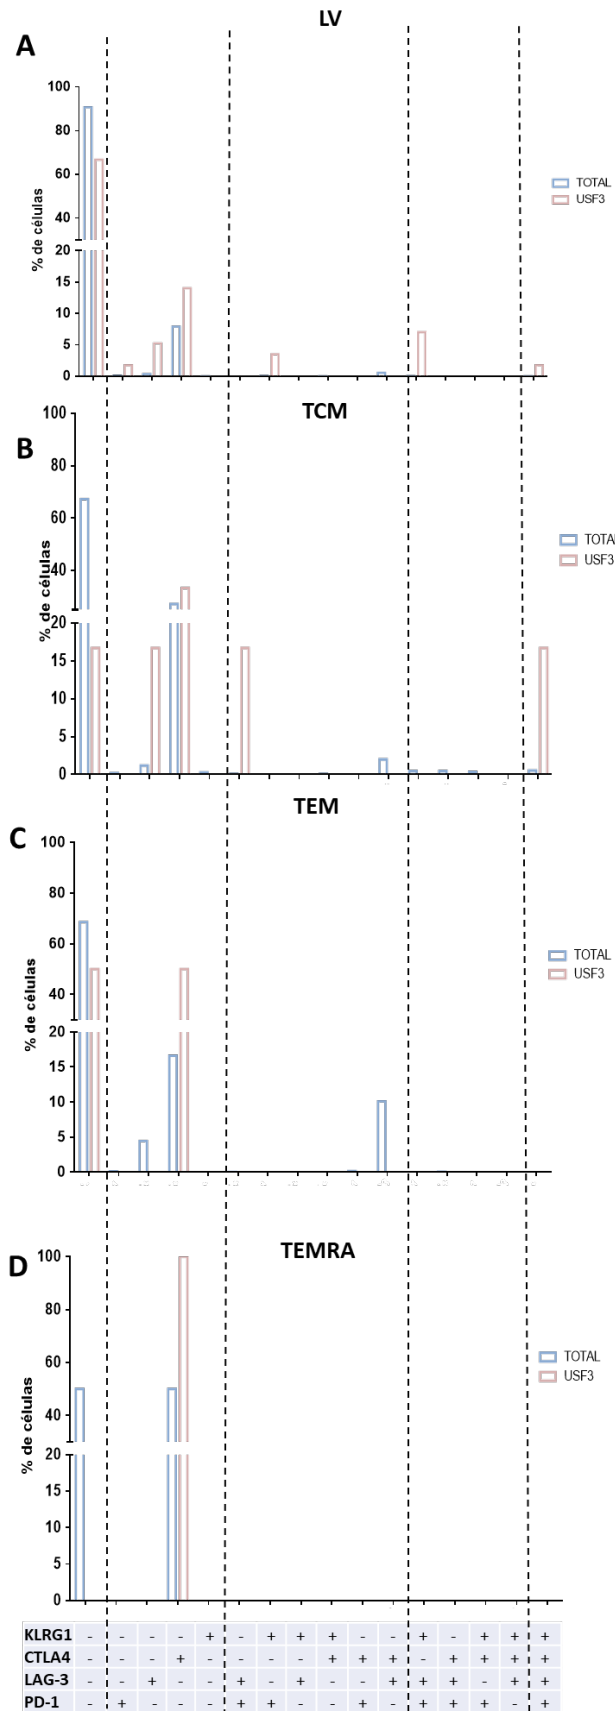 LV
A
100
80
60
40
20
15
10
5
0
% de células
TOTAL
USF3
TCM
B
100
80
60
40
20
15
10
5
0
% de células
TOTAL
USF3
TEM
C
100
80
60
40
20
15
10
5
0
% de células
TOTAL
USF3
TEMRA
D
100
80
60
40
20
15
10
5
0
% de células
TOTAL
USF3
KLRG1 - - - - + - + + + - - + - + + +
CTLA4 - - - + - - - - + + + - + + + +
LAG-3 - - + - - + - + - - + + + - + +
PD-1 - + - - - + + - - + - + + + - +